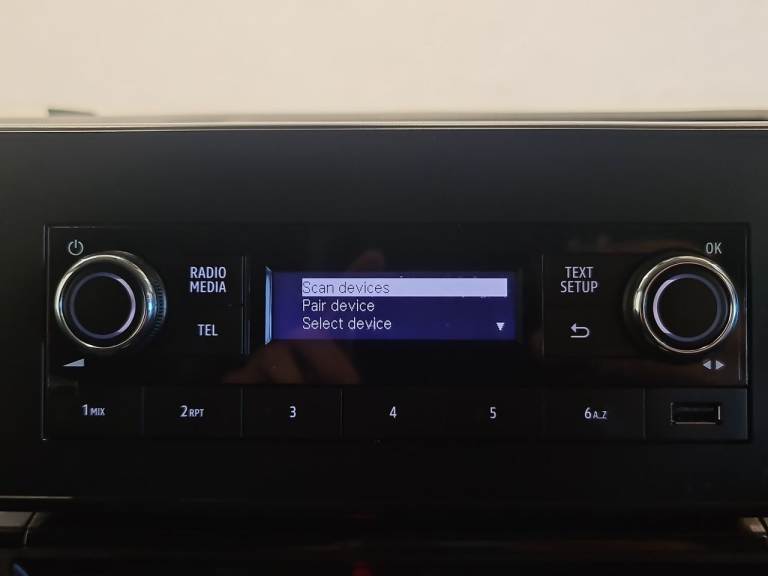 OK
RADIO
MEDIA
TEXT
SETUP
Scan devices
Pair device
Select device
TEL
1MIX
2RPT
3
4
5
6A..Z